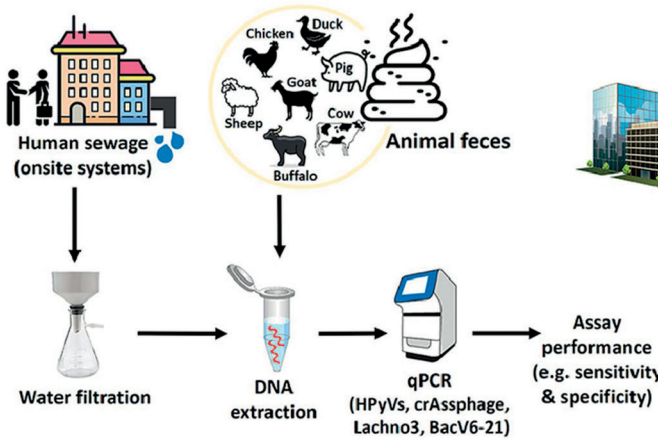 Human sewage
(onsite systems)
Chicken
Duck
Pig
Goat
Sheep
Cow
Buffalo
Animal feces
Water filtration
DNA
extraction
qPCR
(HPyVs, crAssphage,
Lachno3, BacV6-21)
Assay
performance
(e.g. sensitivity
& specificity)